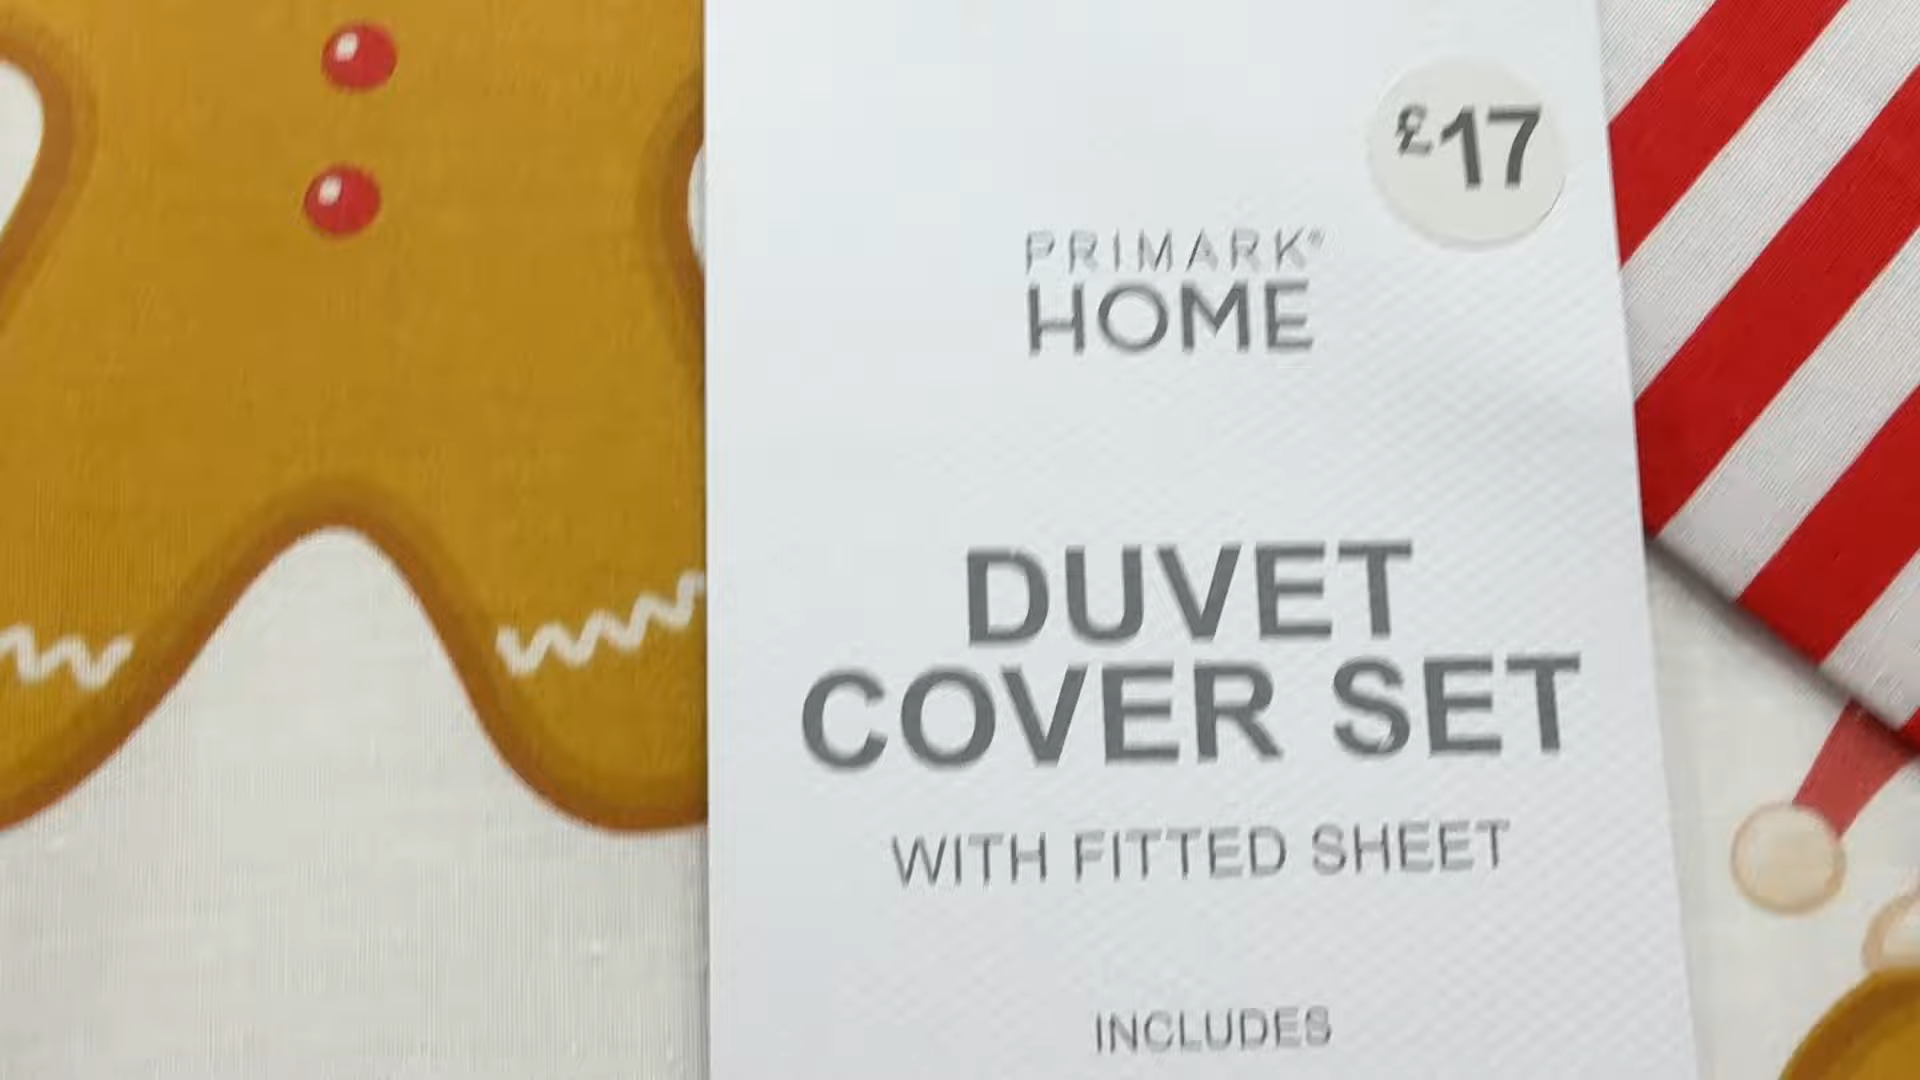 £17
PRIMARK®
HOME
DUVET
COVER SET
WITH FITTED SHEET
INCLUDES